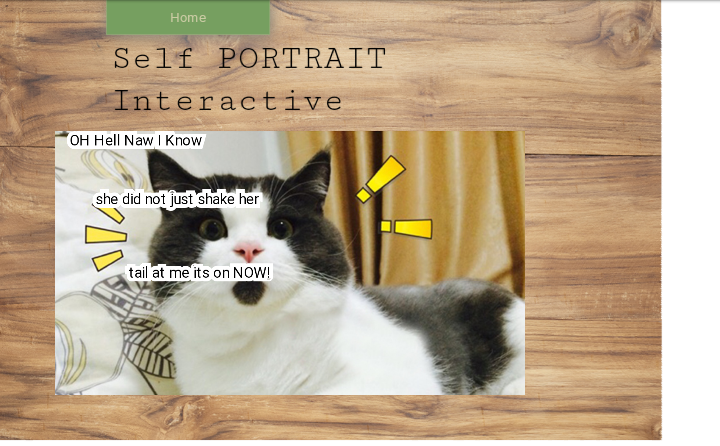 Home
Self PORTRAIT
Interactive
OH Hell Naw I Know
she did not just shake her
tail at me its on NOW!